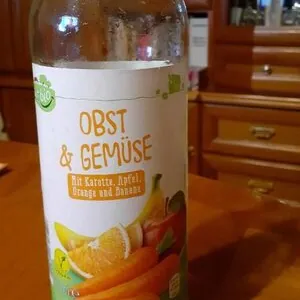 OBST
& GEMÜSE
Mit Karotte, Apfel,
Orange und Banane